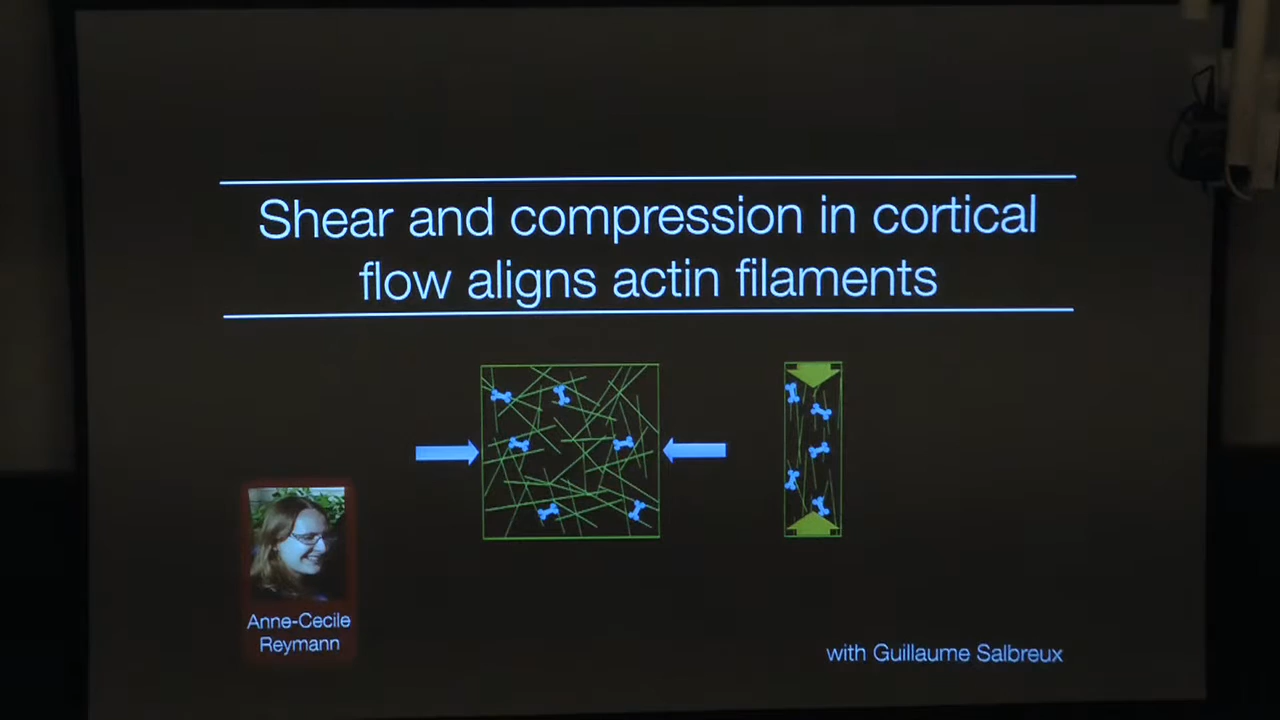 Shear and compression in cortical
flow aligns actin filaments
Anne-Cecile
Reymann
with Guillaume Salbreux